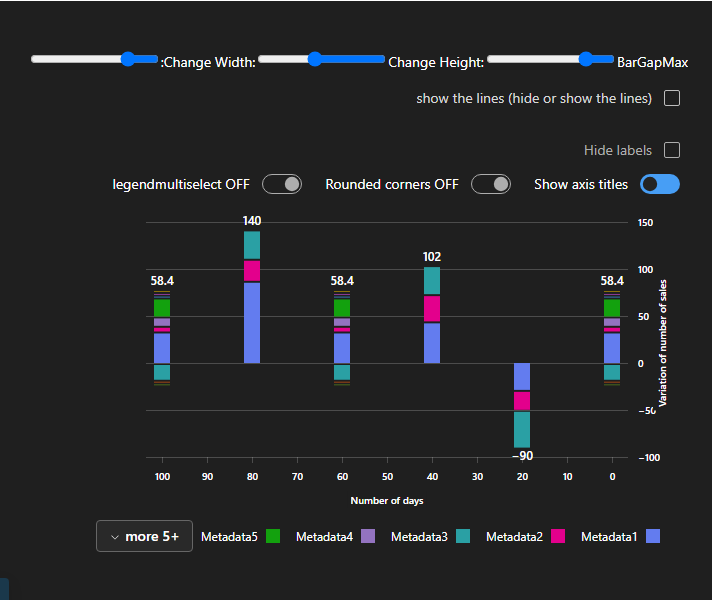 :Change Width: Change Height: BarGapMax
show the lines (hide or show the lines)
Hide labels
legendmultiselect OFF Rounded corners OFF Show axis titles
140
150
102
100
58.4 58.4 58.4
50
0
−50
−90
−100
Variation of number of sales
100 90 80 70 60 50 40 30 20 10 0
Number of days
more 5+ Metadata5 Metadata4 Metadata3 Metadata2 Metadata1